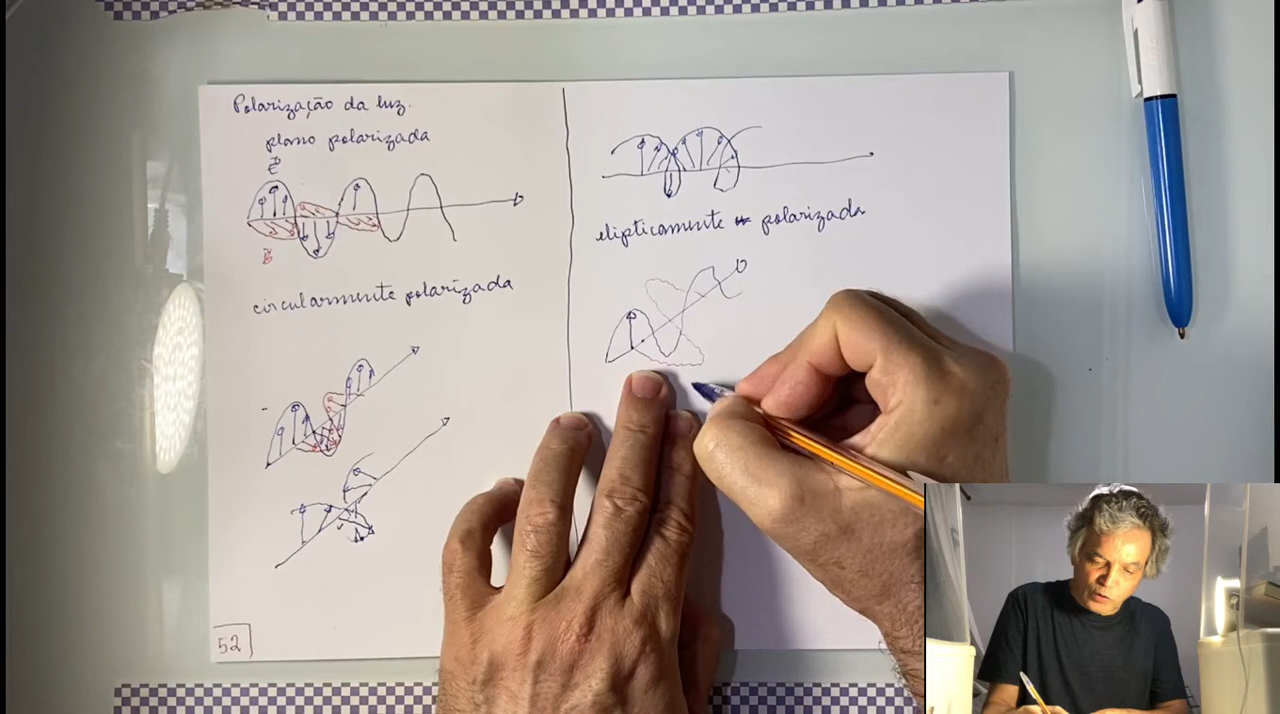 Polarização da luz.
plano polarizada
E
B
circularmente polarizada
52
elipticamente polarizada